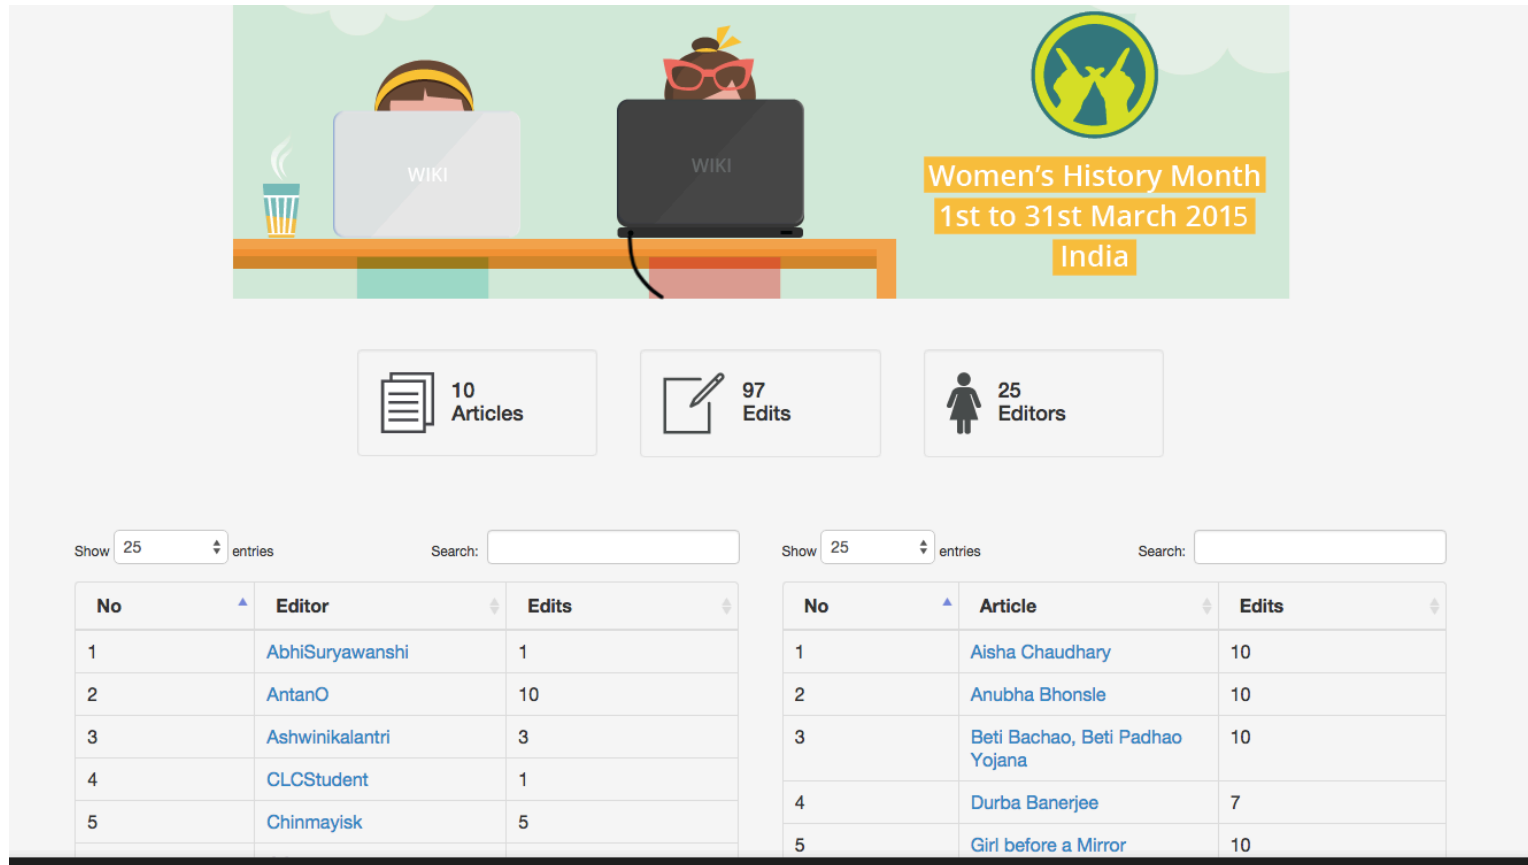 WIKI
WIKI
Women's History Month
1st to 31st March 2015
India
10
Articles
97
Edits
25
Editors
Show 25 entries
Search:
No Editor Edits
1 AbhiSuryawanshi 1
2 AntanO 10
3 Ashwinikalantri 3
4 CLCStudent 1
5 Chinmayisk 5
Show 25 entries
Search:
No Article Edits
1 Aisha Chaudhary 10
2 Anubha Bhonsle 10
3 Beti Bachao, Beti Padhao 10
Yojana
4 Durba Banerjee 7
5 Girl before a Mirror 10